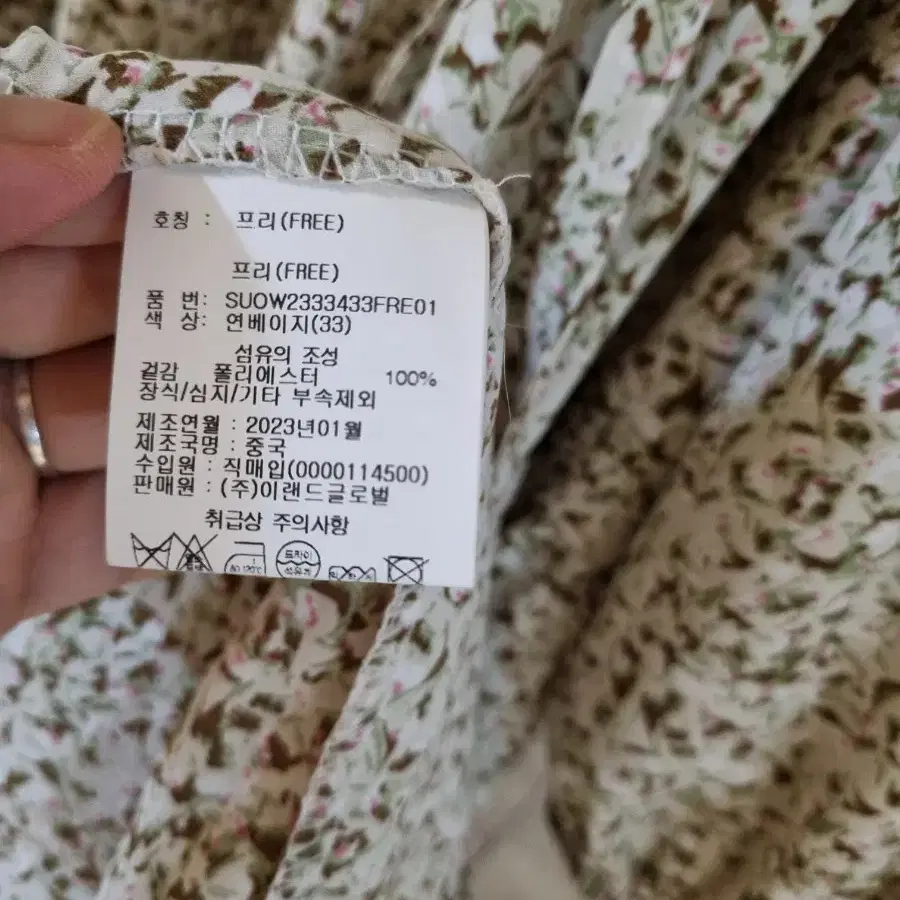 호칭 : 프리(FREE)
프리(FREE)
품 번: SUOW2333433FRE01
색 상: 연베이지(33)
섬유의 조성
겉감 폴리에스터 100%
장식/심지/기타 부속제외
제조연월 : 2023년01월
제조국명 : 중국
수입원 : 직매입(0000114500)
판매원 : (주)이랜드글로벌
취급상 주의사항
드라이